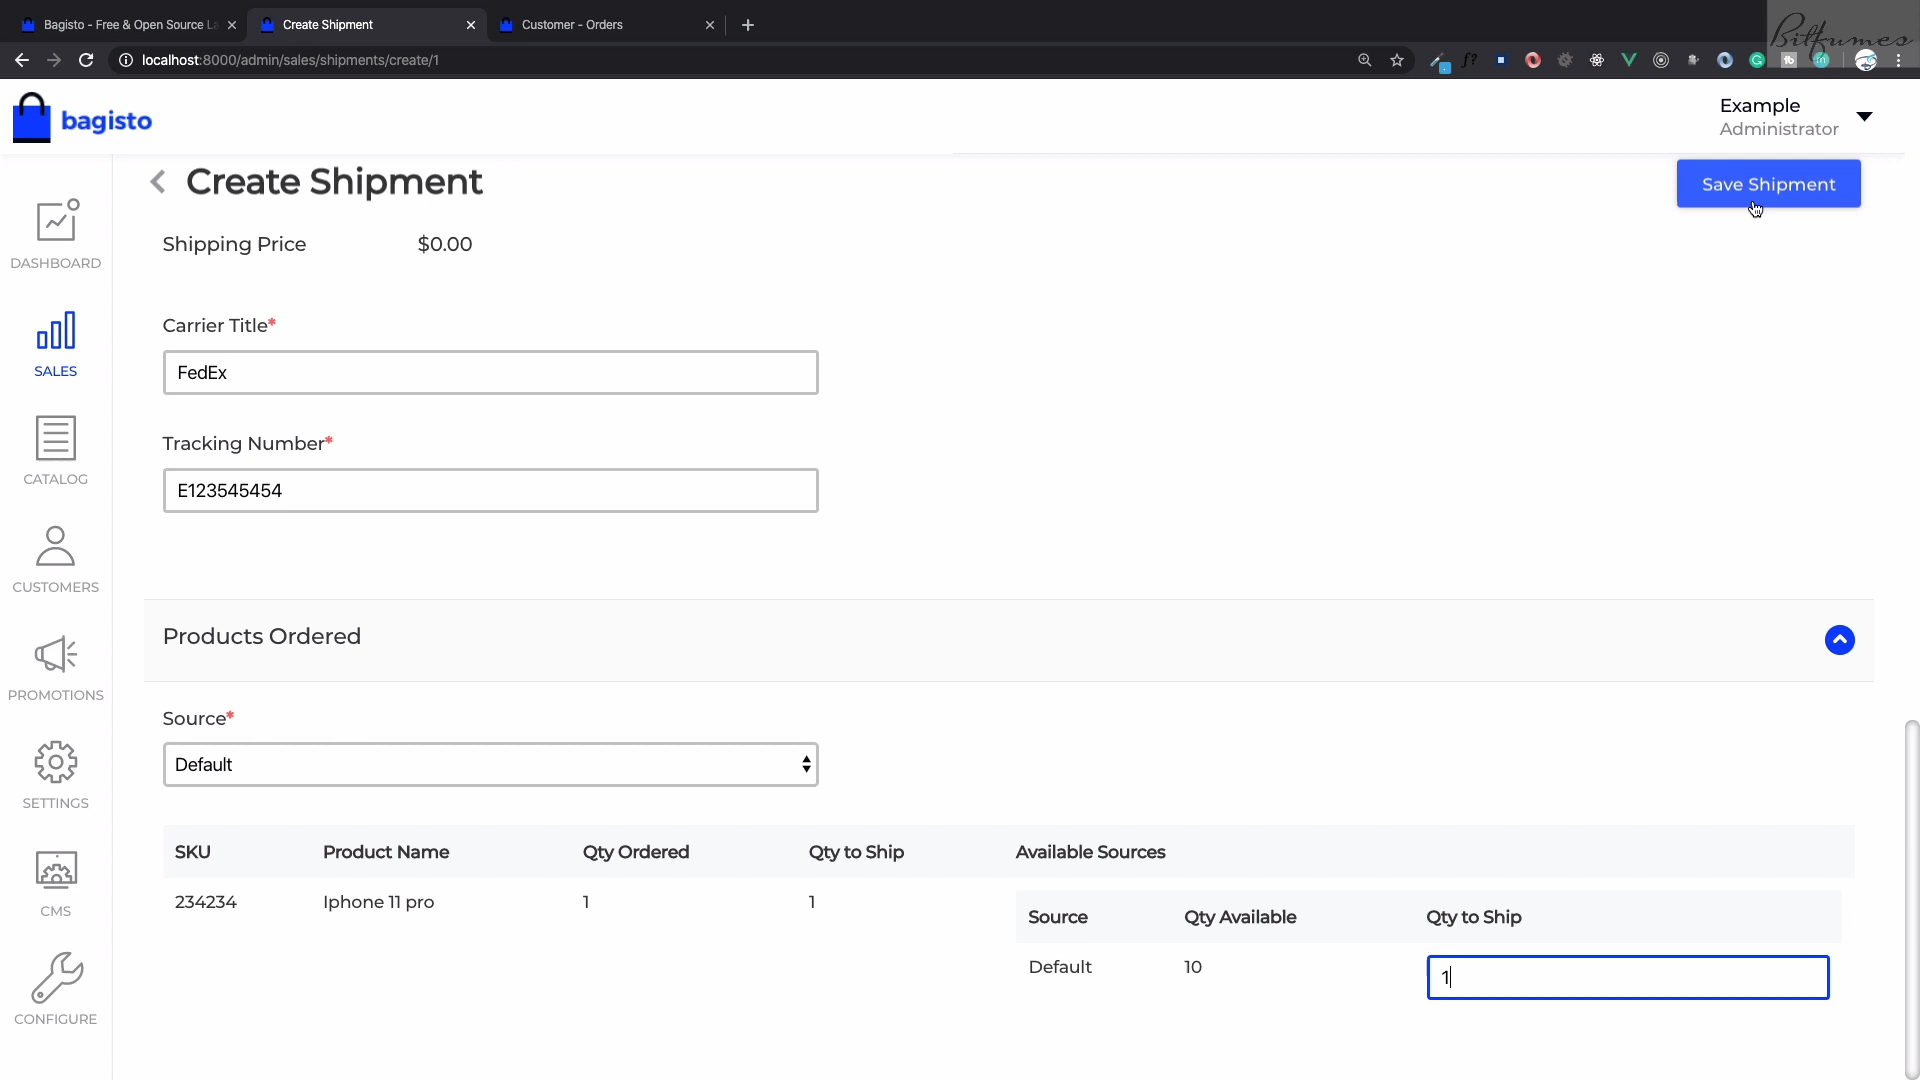 Bagisto - Free & Open Source La
Create Shipment
Customer - Orders
Bitfumes
localhost:8000/admin/sales/shipments/create/1
bagisto
Example
Administrator
Create Shipment
Save Shipment
Shipping Price $0.00
DASHBOARD
Carrier Title*
FedEx
SALES
Tracking Number*
E123545454
CATALOG
CUSTOMERS
Products Ordered
PROMOTIONS
Source*
Default
SETTINGS
SKU Product Name Qty Ordered Qty to Ship Available Sources
234234 Iphone 11 pro 1 1
Source Qty Available Qty to Ship
Default 10 1
CMS
CONFIGURE